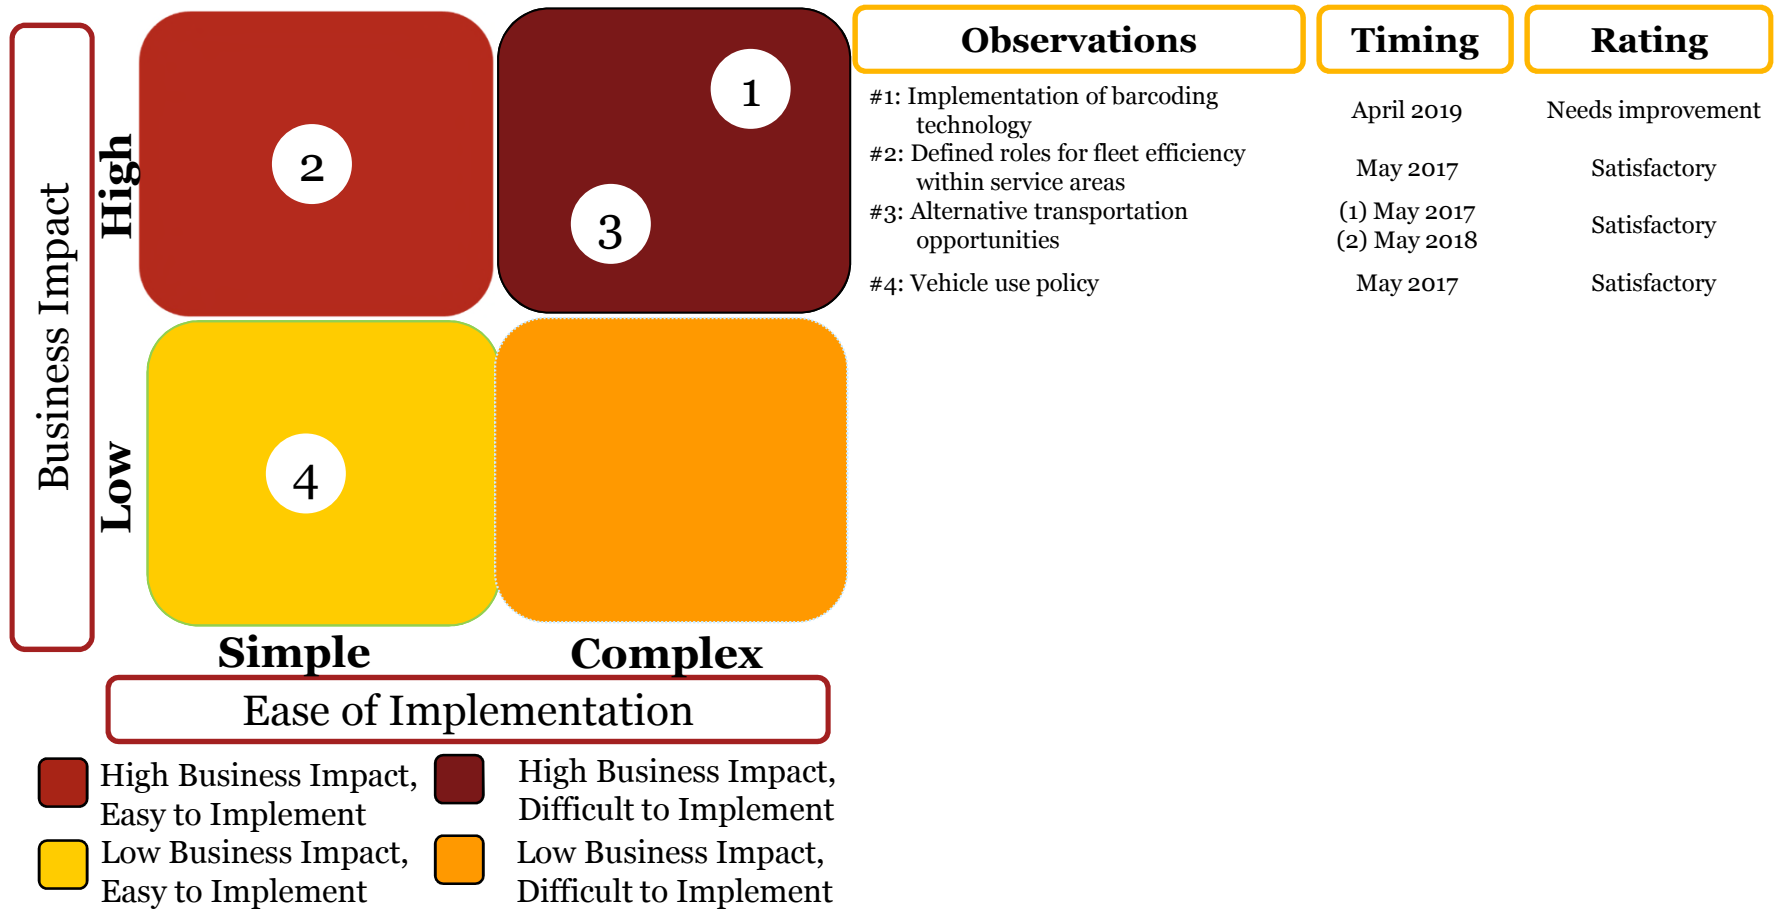 Business Impact
High
Low
2
1
3
4
Simple
Complex
Ease of Implementation
High Business Impact,
Easy to Implement
High Business Impact,
Difficult to Implement
Low Business Impact,
Easy to Implement
Low Business Impact,
Difficult to Implement
Observations
Timing
Rating
#1: Implementation of barcoding
technology
April 2019
Needs improvement
#2: Defined roles for fleet efficiency
within service areas
May 2017
Satisfactory
#3: Alternative transportation
opportunities
(1) May 2017
(2) May 2018
Satisfactory
#4: Vehicle use policy
May 2017
Satisfactory